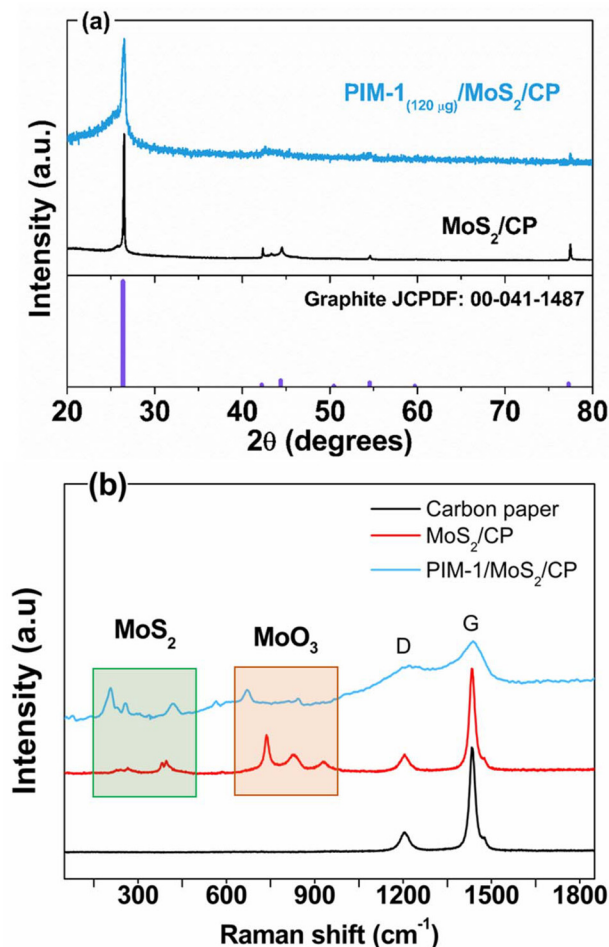 (a)
PIM-1(120 μg)/MoS2/CP
MoS2/CP
Intensity (a.u.)
Graphite JCPDF: 00-041-1487
20 30 40 50 60 70 80
2θ (degrees)
(b)
Carbon paper
MoS2/CP
PIM-1/MoS2/CP
MoS2
MoO3
D
G
Intensity (a.u)
300 600 900 1200 1500 1800
Raman shift (cm-1)